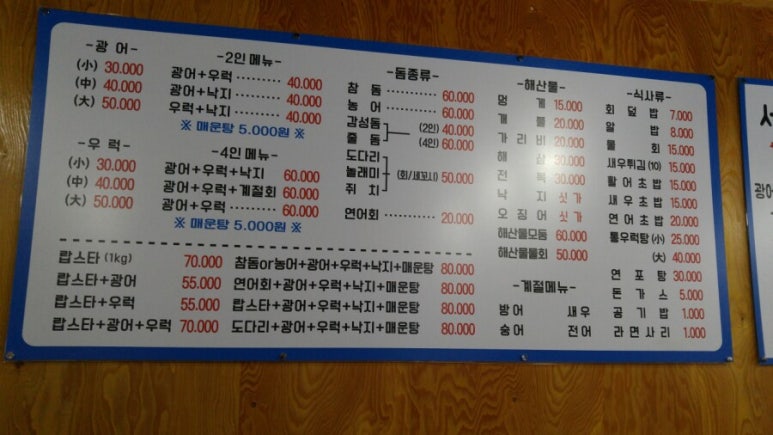 -광 어-
(小) 30.000
(中) 40.000
(大) 50.000
-우 럭-
(小) 30.000
(中) 40.000
(大) 50.000
-2인 메뉴-
광어+우럭 ·········· 40.000
광어+낙지 ·········· 40.000
우럭+낙지 ·········· 40.000
※ 매운탕 5.000원 ※
-4인 메뉴-
광어+우럭+낙지 60.000
광어+우럭+계절회 60.000
광어+우럭 ·········· 60.000
※ 매운탕 5.000원 ※
-돔종류-
참 돔 ·········· 60.000
농 어 ·········· 60.000
감성돔 (2인) 40.000
줄 돔 (4인) 60.000
도다리
놀래미 (회/세꼬시) 50.000
쥐 치
연어회 ·········· 20.000
랍스타 (1kg) 70.000
랍스타+광어 55.000
랍스타+우럭 55.000
랍스타+광어+우럭 70.000
참돔or농어+광어+우럭+낙지+매운탕 80.000
연어회+광어+우럭+낙지+매운탕 80.000
랍스타+광어+우럭+낙지+매운탕 80.000
도다리+광어+우럭+낙지+매운탕 80.000
-해산물-
멍 게 15.000
개 불 20.000
가 리 비 20.000
해 삼 30.000
전 복 30.000
낙 지 싯가
오 징 어 싯가
해산물모둠 60.000
해산물물회 50.000
-계절메뉴-
방어 새우
숭어 전어
-식사류-
회 덮 밥 7.000
알 밥 8.000
물 회 15.000
새우튀김 (10) 15.000
활 어 초 밥 15.000
새 우 초 밥 15.000
연 어 초 밥 20.000
통우럭탕 (小) 25.000
(大) 40.000
연 포 탕 30.000
돈 가 스 5.000
공 기 밥 1.000
라 면 사 리 1.000